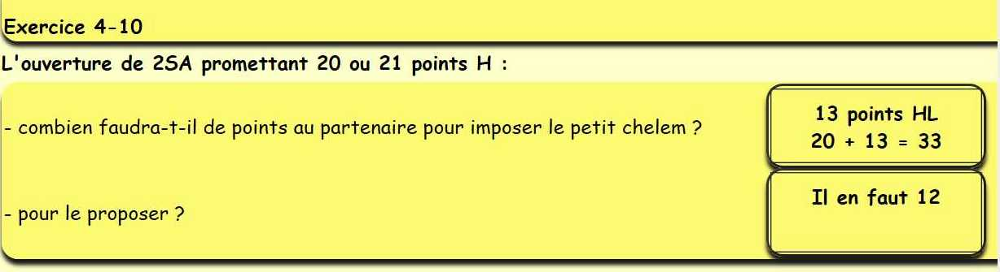 Exercice 4-10
L'ouverture de 2SA promettant 20 ou 21 points H :
- combien faudra-t-il de points au partenaire pour imposer le petit chelem ?
13 points HL
20 + 13 = 33
- pour le proposer ?
Il en faut 12